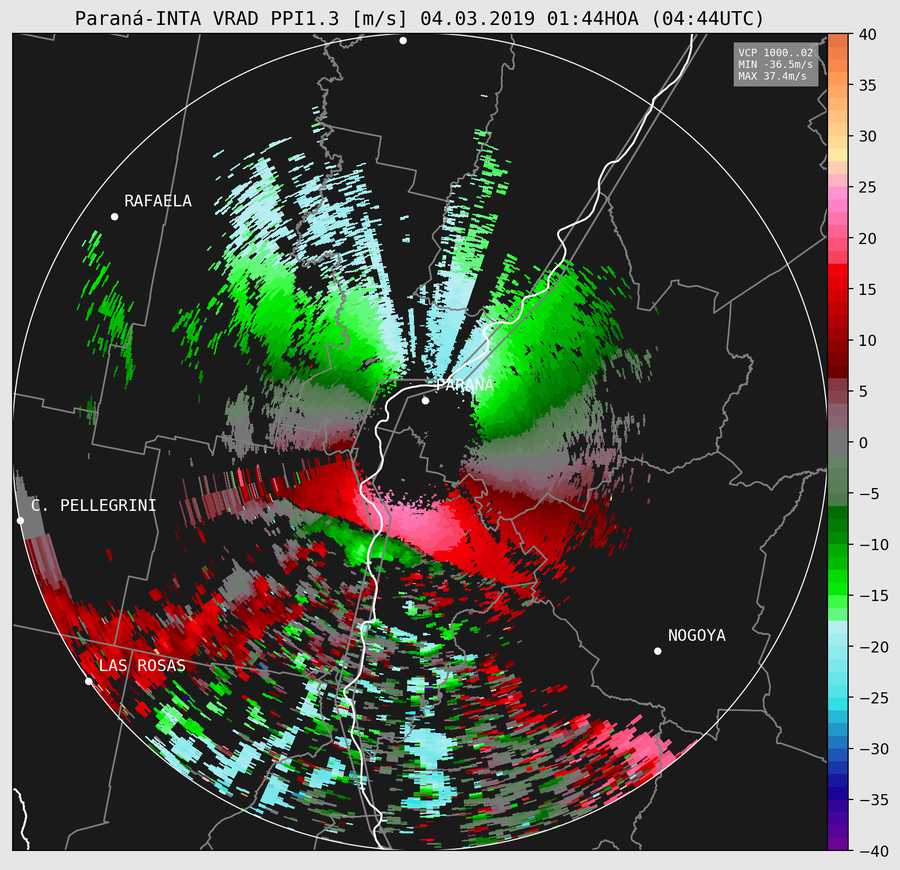 Paraná-INTA VRAD PPI1.3 [m/s] 04.03.2019 01:44HOA (04:44UTC)
VCP 1000..02
MIN -36.5m/s
MAX 37.4m/s
RAFAELA
PARANA
C. PELLEGRINI
NOGOYA
LAS ROSAS
40
35
30
25
20
15
10
5
0
−5
−10
−15
−20
−25
−30
−35
−40